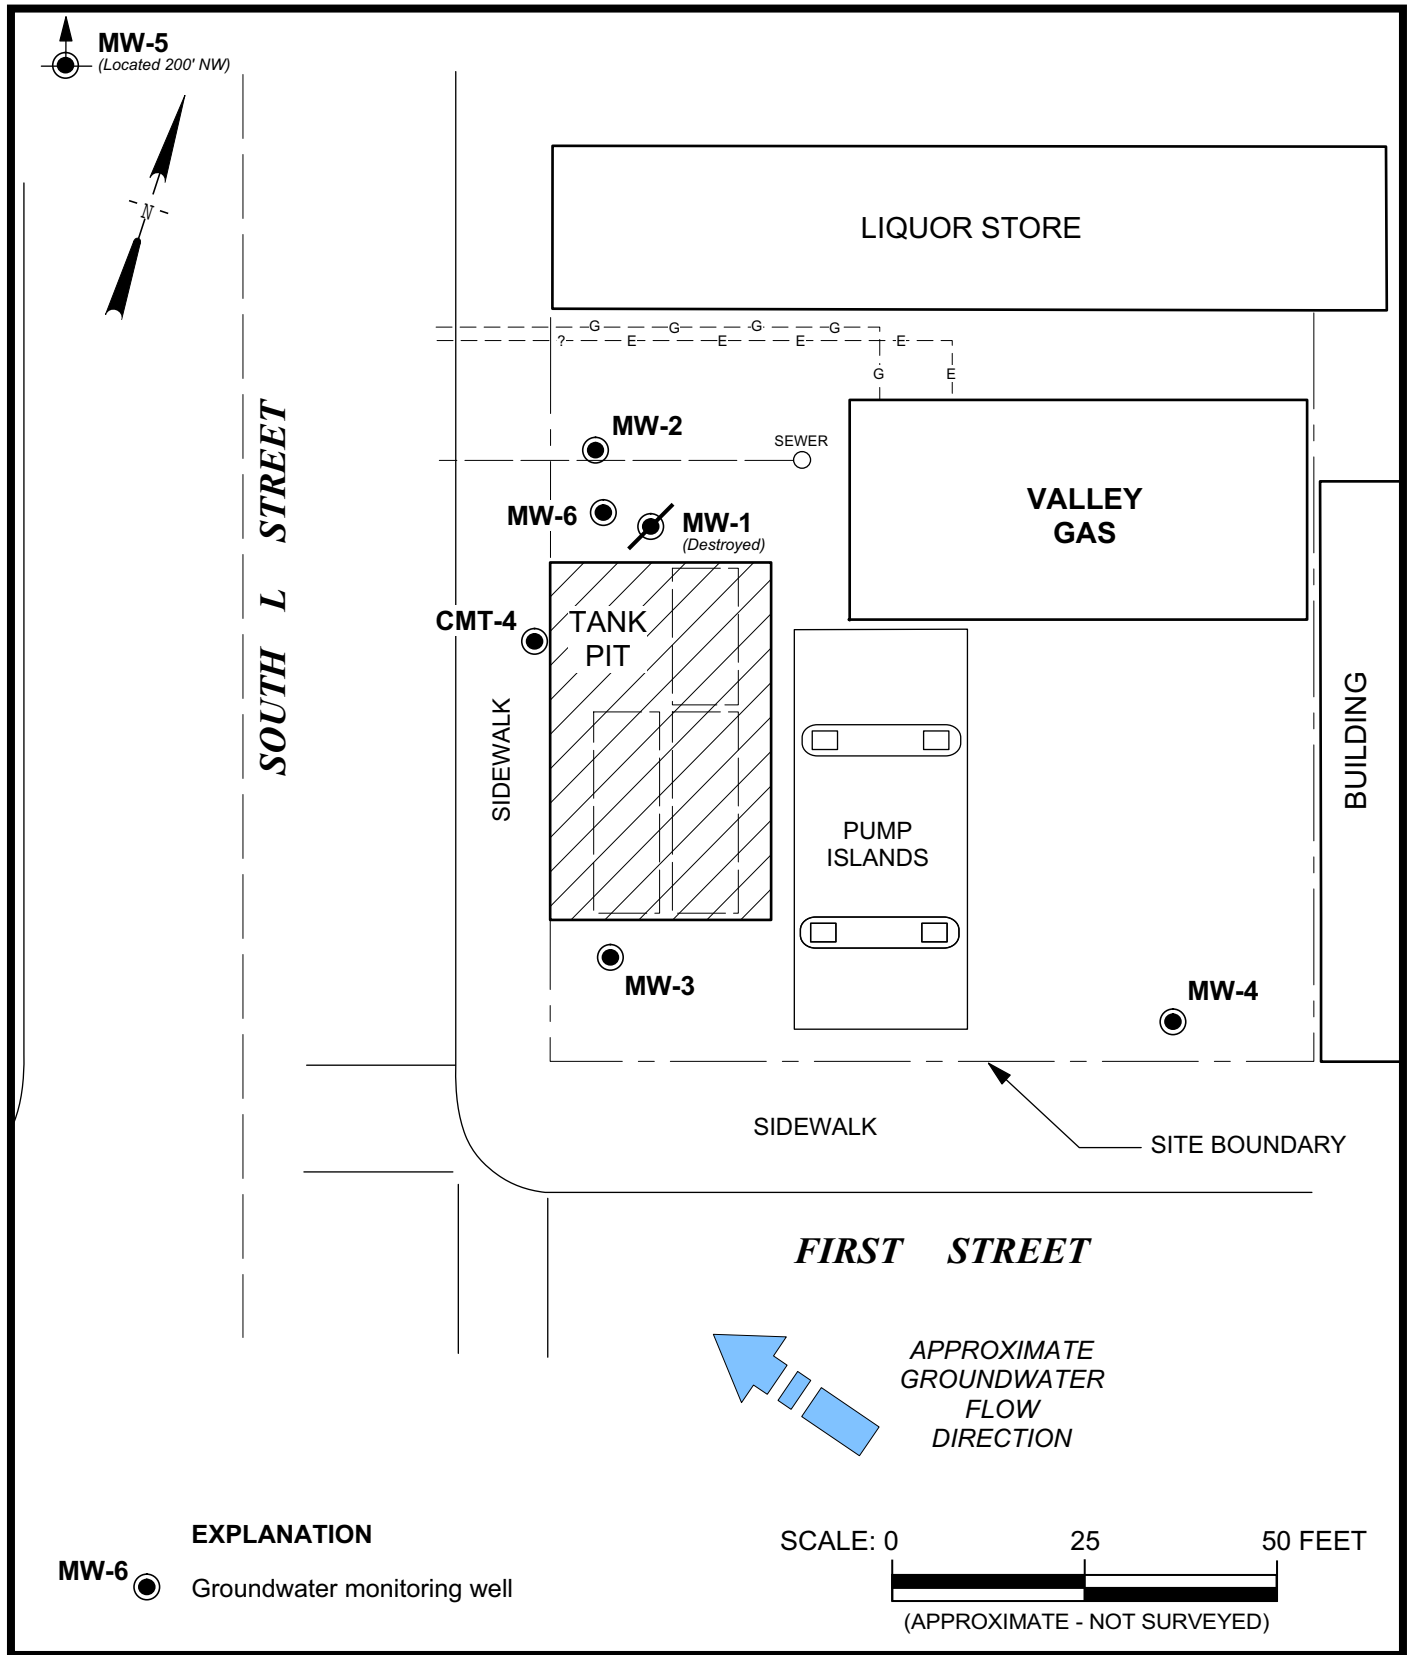 MW-5
(Located 200' NW)
N
LIQUOR STORE
G G G G
? E E E E
G E
MW-2
SEWER
VALLEY
GAS
MW-6
MW-1
(Destroyed)
CMT-4
TANK
PIT
SOUTH L STREET
SIDEWALK
PUMP
ISLANDS
BUILDING
MW-3
MW-4
SIDEWALK
SITE BOUNDARY
FIRST STREET
APPROXIMATE
GROUNDWATER
FLOW
DIRECTION
EXPLANATION
MW-6
Groundwater monitoring well
SCALE: 0 25 50 FEET
(APPROXIMATE - NOT SURVEYED)